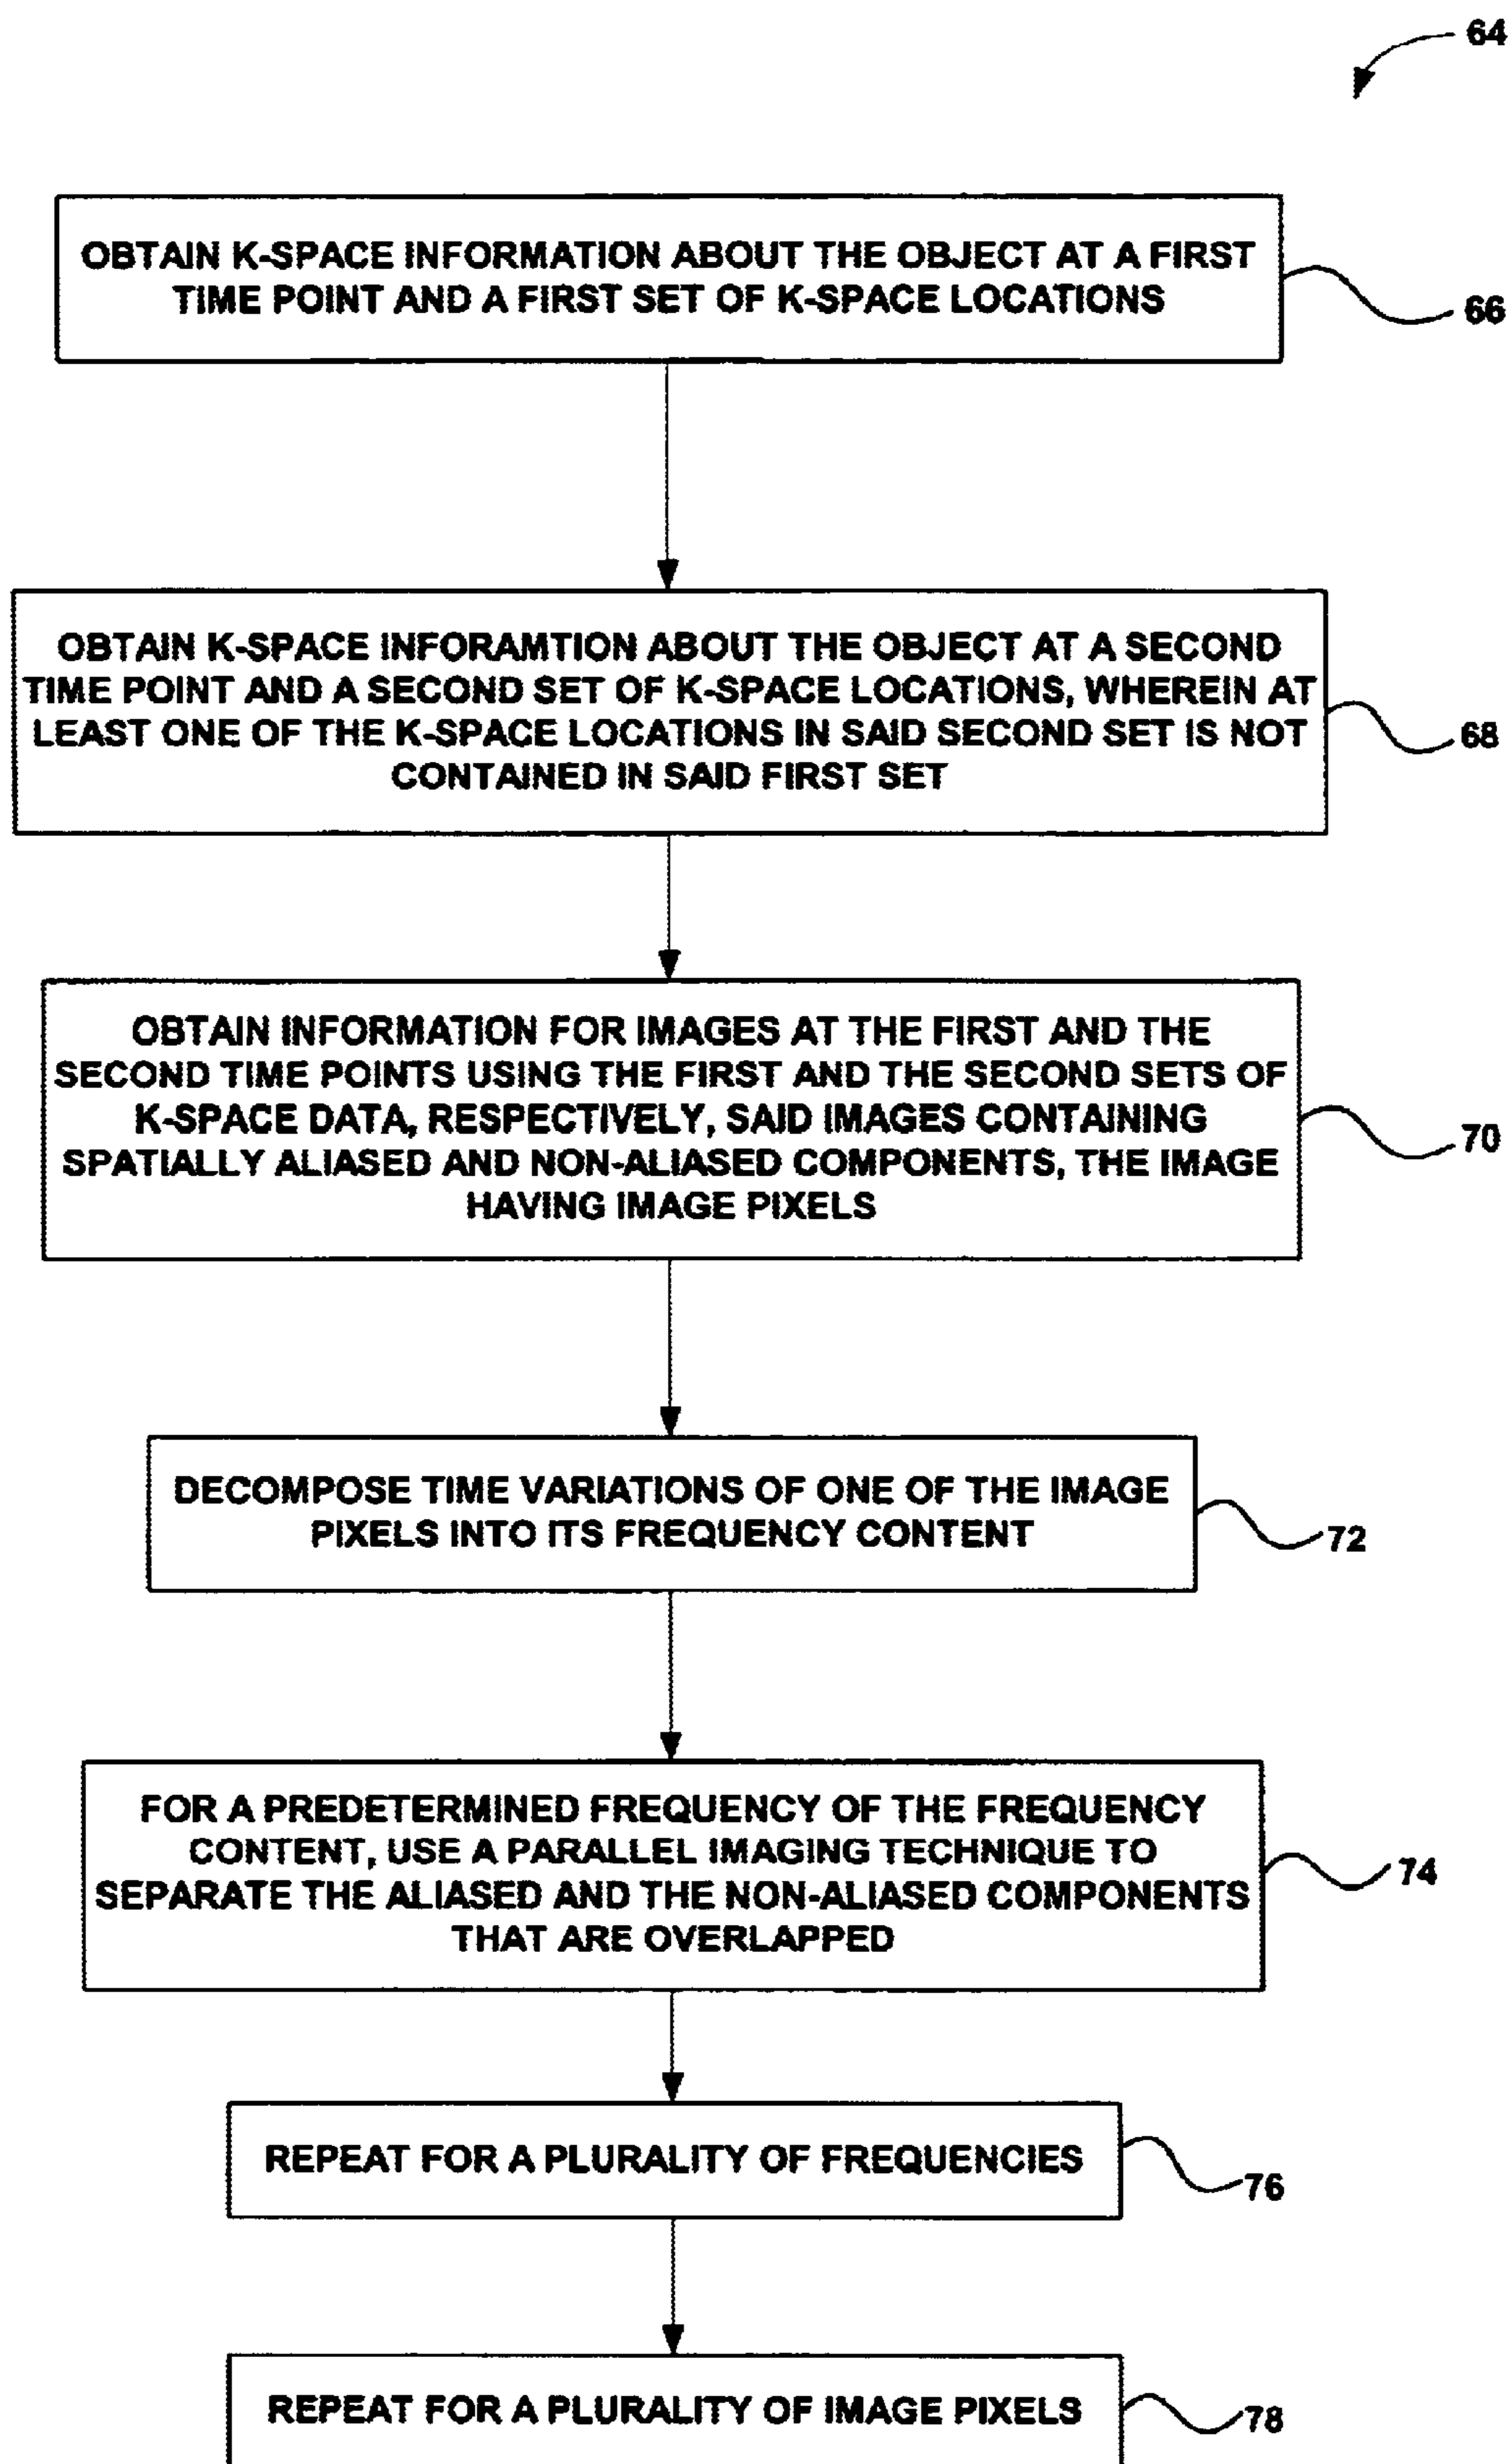 64
OBTAIN K-SPACE INFORMATION ABOUT THE OBJECT AT A FIRST
TIME POINT AND A FIRST SET OF K-SPACE LOCATIONS
66
OBTAIN K-SPACE INFORAMTION ABOUT THE OBJECT AT A SECOND
TIME POINT AND A SECOND SET OF K-SPACE LOCATIONS, WHEREIN AT
LEAST ONE OF THE K-SPACE LOCATIONS IN SAID SECOND SET IS NOT
CONTAINED IN SAID FIRST SET
68
OBTAIN INFORMATION FOR IMAGES AT THE FIRST AND THE
SECOND TIME POINTS USING THE FIRST AND THE SECOND SETS OF
K-SPACE DATA, RESPECTIVELY, SAID IMAGES CONTAINING
SPATIALLY ALIASED AND NON-ALIASED COMPONENTS, THE IMAGE
HAVING IMAGE PIXELS
70
DECOMPOSE TIME VARIATIONS OF ONE OF THE IMAGE
PIXELS INTO ITS FREQUENCY CONTENT
72
FOR A PREDETERMINED FREQUENCY OF THE FREQUENCY
CONTENT, USE A PARALLEL IMAGING TECHNIQUE TO
SEPARATE THE ALIASED AND THE NON-ALIASED COMPONENTS
THAT ARE OVERLAPPED
74
REPEAT FOR A PLURALITY OF FREQUENCIES
76
REPEAT FOR A PLURALITY OF IMAGE PIXELS
78